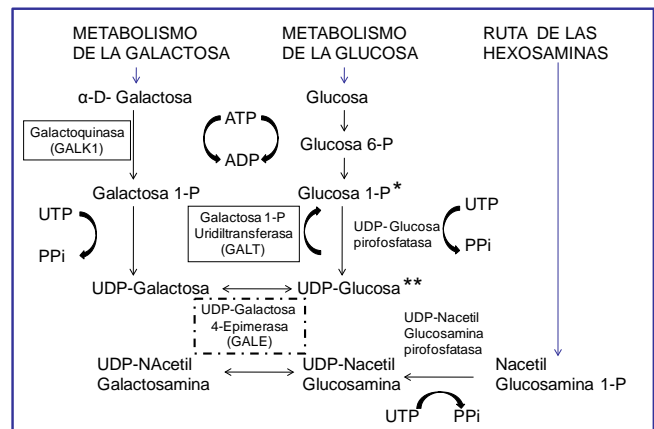 METABOLISMO
DE LA GALACTOSA
METABOLISMO
DE LA GLUCOSA
RUTA DE LAS
HEXOSAMINAS
α-D- Galactosa
Glucosa
Galactoquinasa
(GALK1)
ATP
ADP
Glucosa 6-P
Galactosa 1-P
Glucosa 1-P*
UTP
PPi
Galactosa 1-P
Uridiltransferasa
(GALT)
UDP-Glucosa
pirofosfatasa
UTP
PPi
UDP-Galactosa
UDP-Glucosa**
UDP-Galactosa
4-Epimerasa
(GALE)
UDP-Nacetil
Glucosamina
pirofosfatasa
UDP-NAcetil
Galactosamina
UDP-Nacetil
Glucosamina
Nacetil
Glucosamina 1-P
UTP
PPi